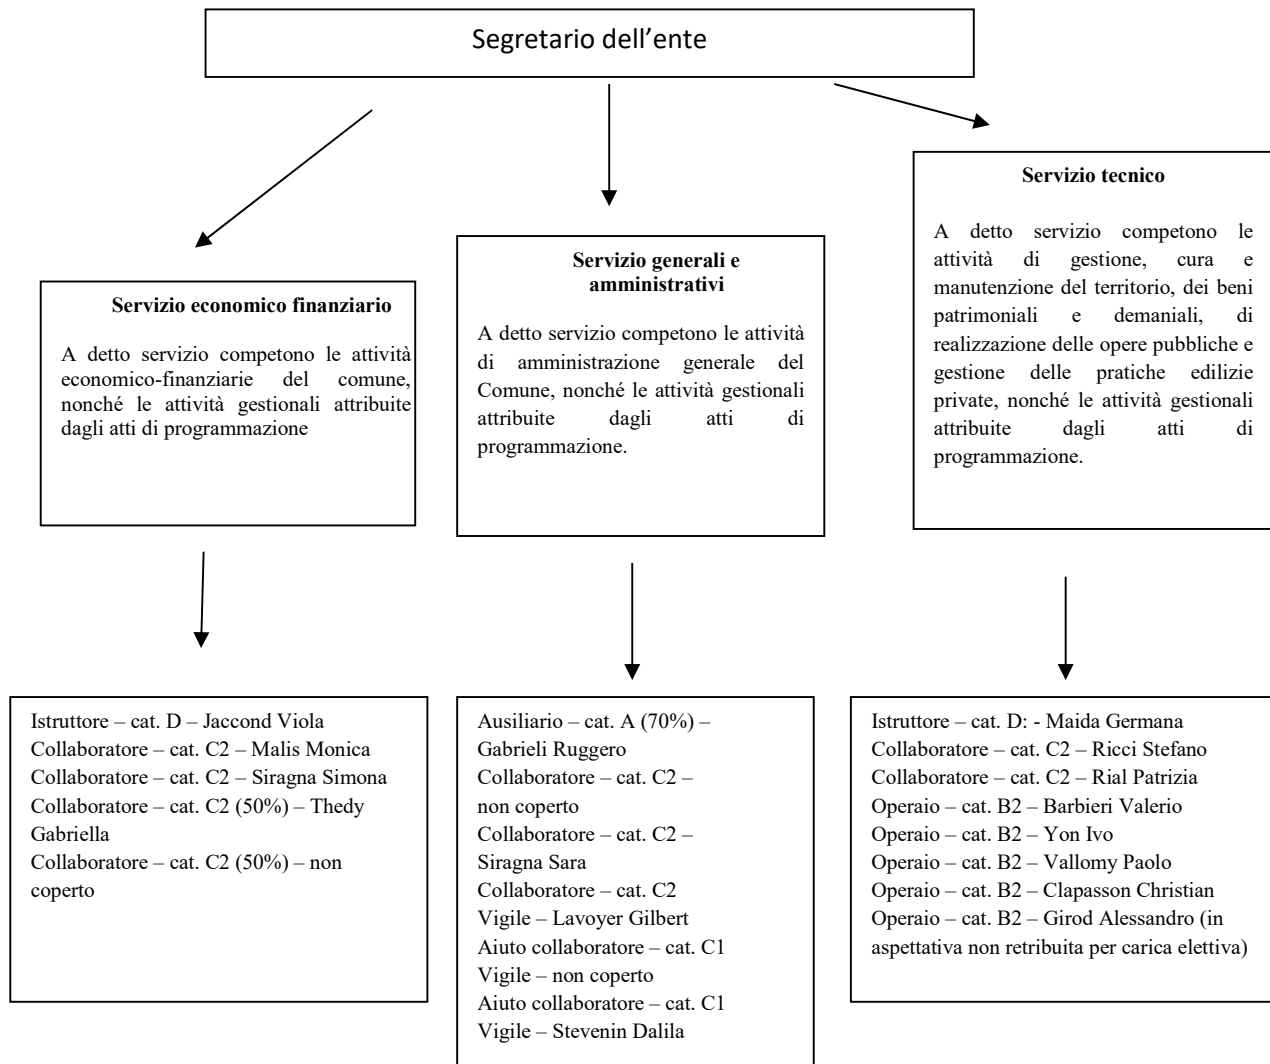 Segretario dell'ente
Servizio economico finanziario
A detto servizio competono le attività
economico-finanziarie del comune,
nonché le attività gestionali attribuite
dagli atti di programmazione
Servizio generali e
amministrativi
A detto servizio competono le attività
di amministrazione generale del
Comune, nonché le attività gestionali
attribuite dagli atti di
programmazione.
Servizio tecnico
A detto servizio competono le
attività di gestione, cura e
manutenzione del territorio, dei beni
patrimoniali e demaniali, di
realizzazione delle opere pubbliche e
gestione delle pratiche edilizie
private, nonché le attività gestionali
attribuite dagli atti di
programmazione.
Istruttore – cat. D – Jaccond Viola
Collaboratore – cat. C2 – Malis Monica
Collaboratore – cat. C2 – Siragna Simona
Collaboratore – cat. C2 (50%) – Thedy
Gabriella
Collaboratore – cat. C2 (50%) – non
coperto
Ausiliario – cat. A (70%) –
Gabrieli Ruggero
Collaboratore – cat. C2 –
non coperto
Collaboratore – cat. C2 –
Siragna Sara
Collaboratore – cat. C2
Vigile – Lavoyer Gilbert
Aiuto collaboratore – cat. C1
Vigile – non coperto
Aiuto collaboratore – cat. C1
Vigile – Stevenin Dalila
Istruttore – cat. D: - Maida Germana
Collaboratore – cat. C2 – Ricci Stefano
Collaboratore – cat. C2 – Rial Patrizia
Operaio – cat. B2 – Barbieri Valerio
Operaio – cat. B2 – Yon Ivo
Operaio – cat. B2 – Vallomy Paolo
Operaio – cat. B2 – Clapasson Christian
Operaio – cat. B2 – Girod Alessandro (in
aspettativa non retribuita per carica elettiva)